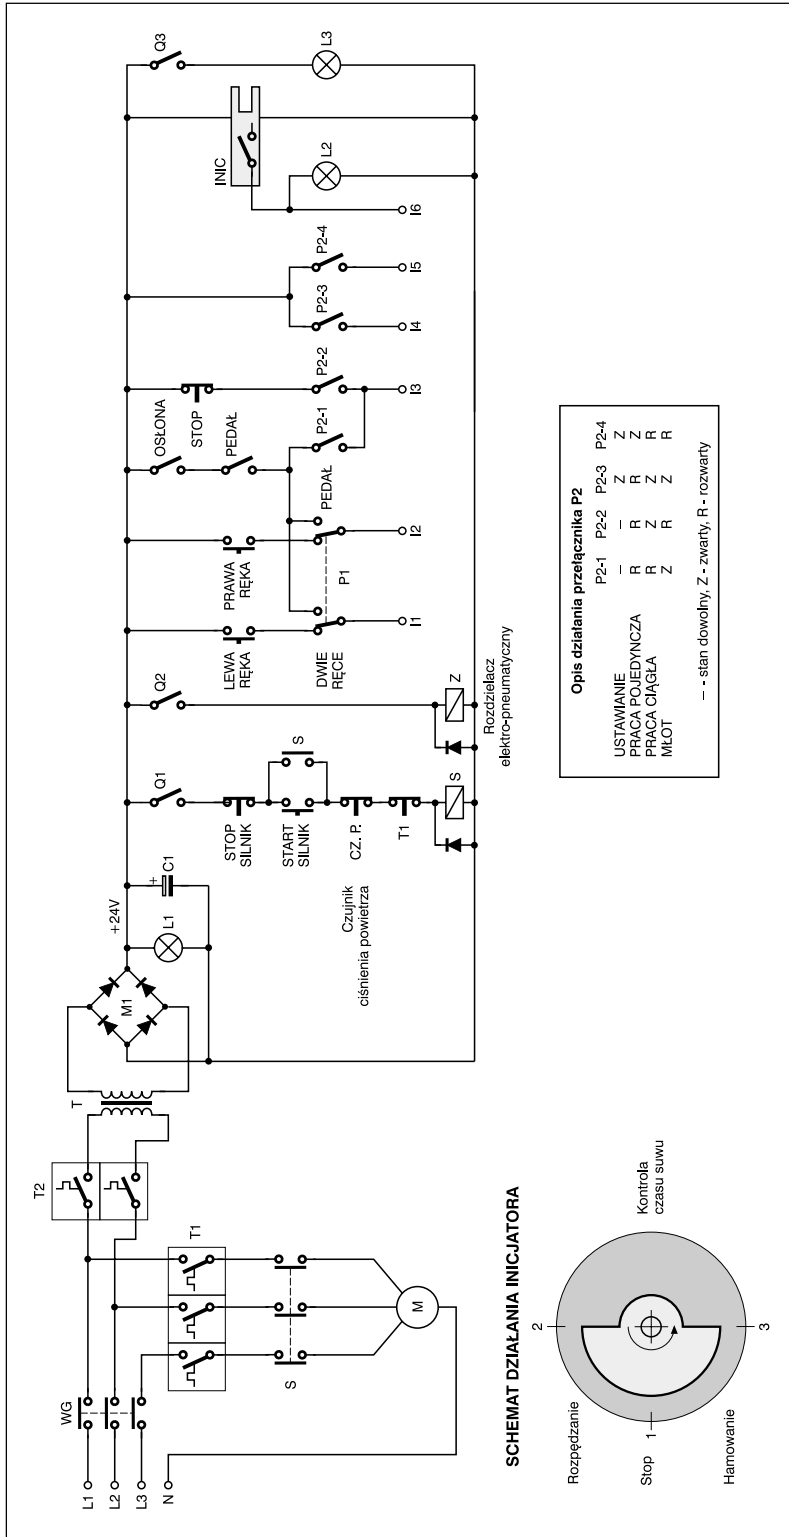 L1
L2
L3
N
WG
T1
S
M
T2
T
M1
+24V
L1
+
C1
Q1
STOP
SILNIK
START
SILNIK
S
CZ. P.
T1
S
Czujnik
ciśnienia powietrza
Q2
Z
Rozdzielacz
elektro-pneumatyczny
LEWA
RĘKA
PRAWA
RĘKA
DWIE
RĘCE
P1
PEDAŁ
I1
I2
OSŁONA
PEDAŁ
STOP
P2-1
P2-2
I3
P2-3
P2-4
I4
I5
INIC
L2
I6
Q3
L3
SCHEMAT DZIAŁANIA INICJATORA
Rozpędzanie
2
Kontrola
czasu suwu
Stop
1
Hamowanie
3
Opis działania przełącznika P2
P2-1 P2-2 P2-3 P2-4
USTAWIANIE – – Z Z
PRACA POJEDYNCZA R R R Z
PRACA CIĄGŁA R Z Z R
MŁOT Z R Z R
– - stan dowolny, Z - zwarty, R - rozwarty